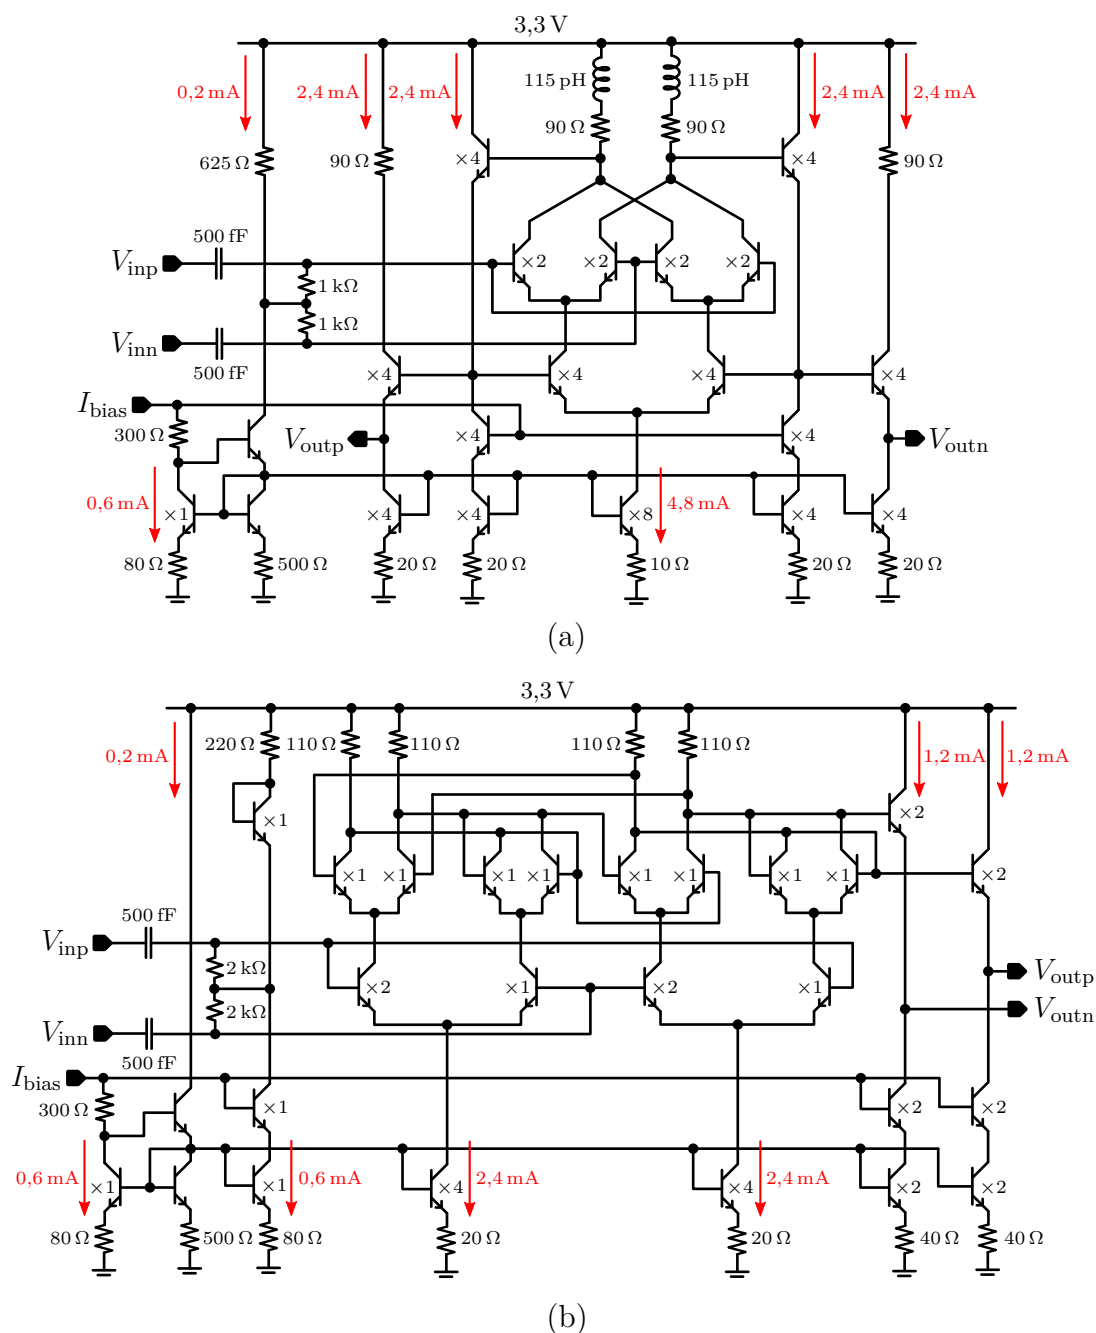 (a)
3,3 V
0,2 mA 2,4 mA 2,4 mA 115 pH 115 pH 2,4 mA 2,4 mA
90 Ω 90 Ω
625 Ω 90 Ω ×4 ×4 90 Ω
500 fF
Vinp ×2 ×2 ×2 ×2
1 kΩ
1 kΩ
Vinn
500 fF
×4 ×4 ×4 ×4
Ibias
300 Ω Voutp ×4 ×4 Voutn
0,6 mA 4,8 mA
×1 ×4 ×4 ×8 ×4 ×4
80 Ω 500 Ω 20 Ω 20 Ω 10 Ω 20 Ω 20 Ω
(a)
3,3 V
0,2 mA 220 Ω 110 Ω 110 Ω 110 Ω 110 Ω 1,2 mA 1,2 mA
×1 ×2
×1 ×1 ×1 ×1 ×1 ×1 ×1 ×1 ×2
500 fF
Vinp
2 kΩ
×2 ×1 ×2 ×1 Voutp
2 kΩ
Vinn Voutn
500 fF
Ibias
300 Ω ×1 ×2 ×2
0,6 mA 0,6 mA 2,4 mA 2,4 mA
×1 ×1 ×4 ×4 ×2 ×2
80 Ω 500 Ω 80 Ω 20 Ω 20 Ω 40 Ω 40 Ω
(b)